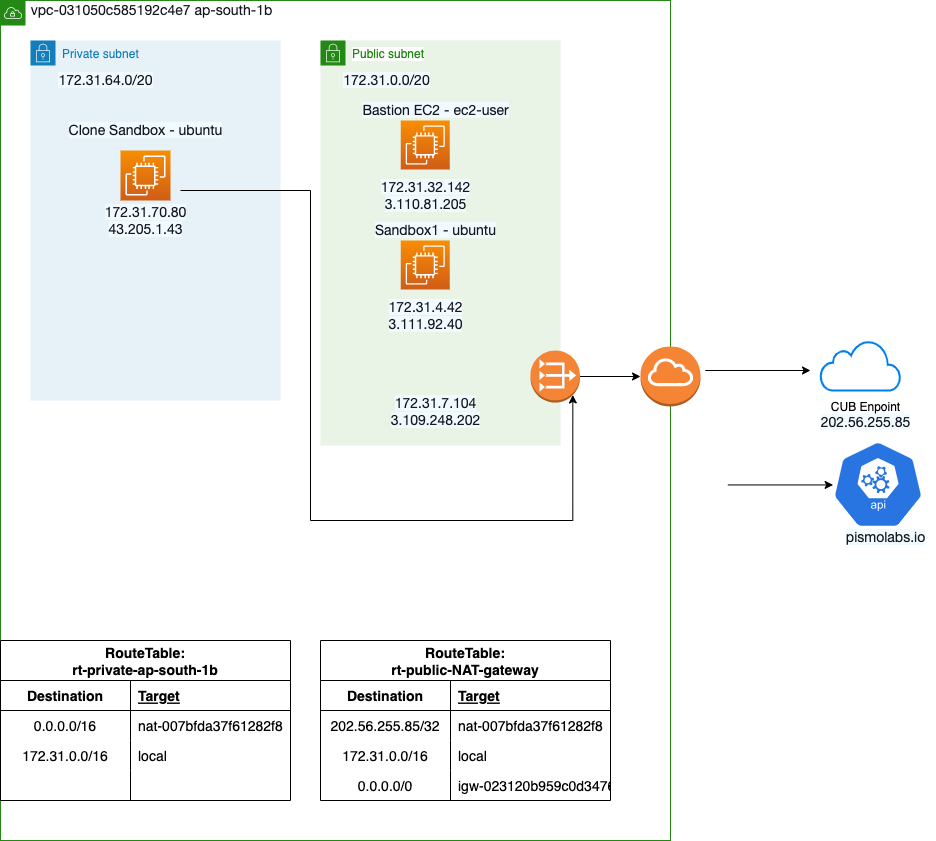 vpc-031050c585192c4e7 ap-south-1b
Private subnet
172.31.64.0/20
Clone Sandbox - ubuntu
172.31.70.80
43.205.1.43
Public subnet
172.31.0.0/20
Bastion EC2 - ec2-user
172.31.32.142
3.110.81.205
Sandbox1 - ubuntu
172.31.4.42
3.111.92.40
172.31.7.104
3.109.248.202
CUB Enpoint
202.56.255.85
api
pismolabs.io
RouteTable:
rt-private-ap-south-1b
Destination Target
0.0.0.0/16 nat-007bfda37f61282f8
172.31.0.0/16 local
RouteTable:
rt-public-NAT-gateway
Destination Target
202.56.255.85/32 nat-007bfda37f61282f8
172.31.0.0/16 local
0.0.0.0/0 igw-023120b959c0d3476